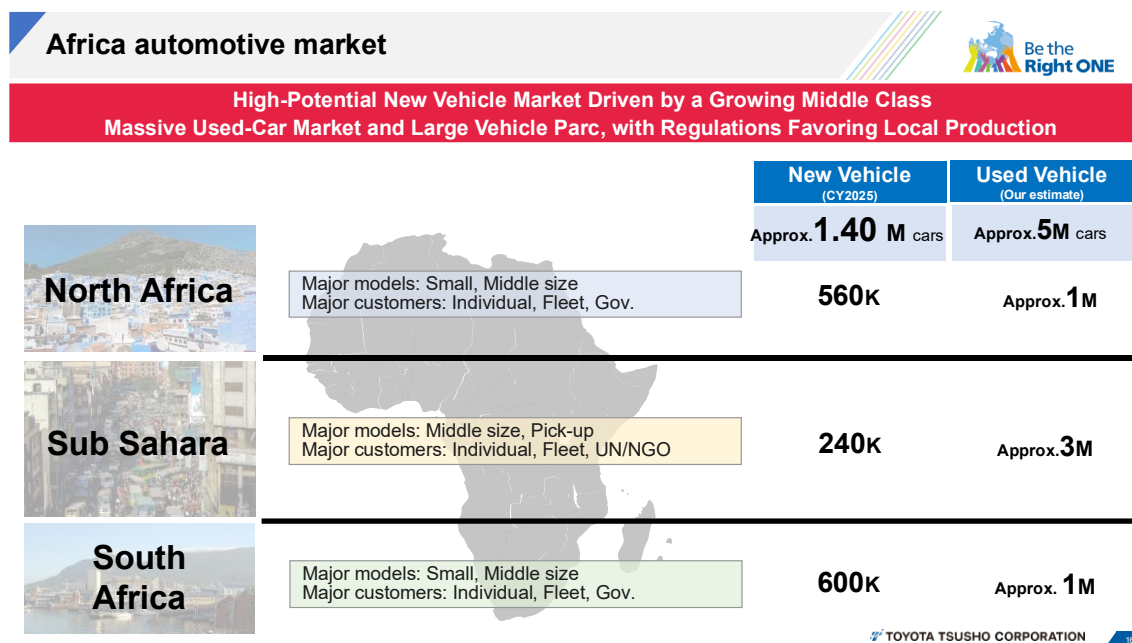 Africa automotive market
Be the
Right ONE
High-Potential New Vehicle Market Driven by a Growing Middle Class
Massive Used-Car Market and Large Vehicle Parc, with Regulations Favoring Local Production
New Vehicle
(CY2025)
Used Vehicle
(Our estimate)
Approx.1.40 M cars
Approx.5M cars
North Africa
Major models: Small, Middle size
Major customers: Individual, Fleet, Gov.
560K
Approx.1M
Sub Sahara
Major models: Middle size, Pick-up
Major customers: Individual, Fleet, UN/NGO
240K
Approx.3M
South
Africa
Major models: Small, Middle size
Major customers: Individual, Fleet, Gov.
600K
Approx. 1M
TOYOTA TSUSHO CORPORATION